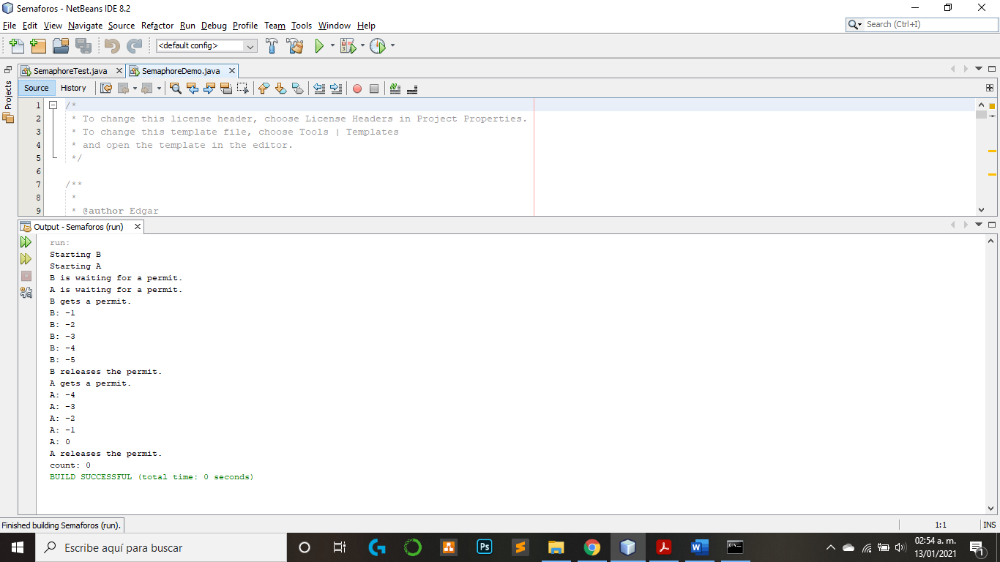 Semaforos - NetBeans IDE 8.2
File Edit View Navigate Source Refactor Run Debug Profile Team Tools Window Help
Search (Ctrl+I)
<default config>
Projects
SemaphoreTest.java
SemaphoreDemo.java
Source History
1 /*
2 * To change this license header, choose License Headers in Project Properties.
3 * To change this template file, choose Tools | Templates
4 * and open the template in the editor.
5 */
6
7 /**
8 *
9 * @author Edgar
Output - Semaforos (run)
run:
Starting B
Starting A
B is waiting for a permit.
A is waiting for a permit.
B gets a permit.
B: -1
B: -2
B: -3
B: -4
B: -5
B releases the permit.
A gets a permit.
A: -4
A: -3
A: -2
A: -1
A: 0
A releases the permit.
count: 0
BUILD SUCCESSFUL (total time: 0 seconds)
Finished building Semaforos (run).
1:1 INS
Escribe aquí para buscar
Ps
W
02:54 a. m.
13/01/2021
1